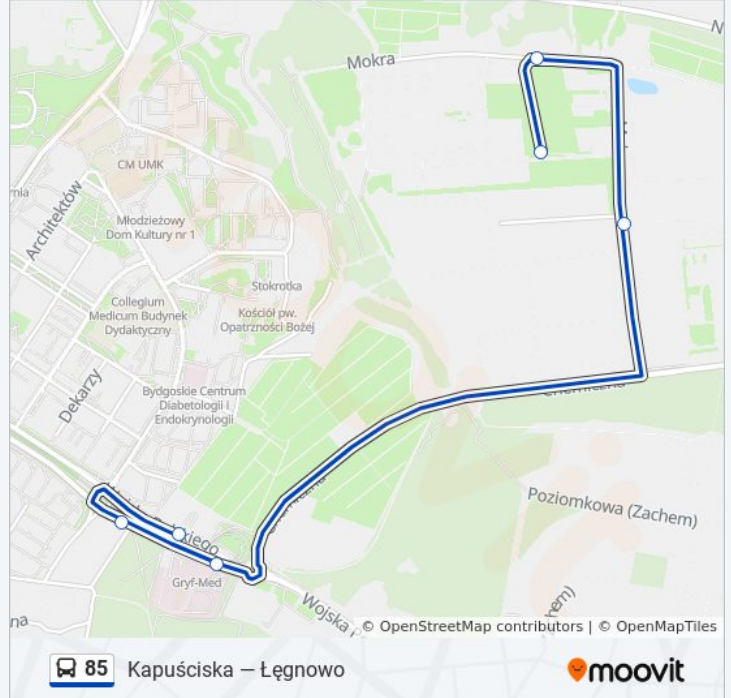 N
Mokra
CM UMK
Architektów
Młodzieżowy
Dom Kultury nr 1
Stokrotka
Collegium
Medicum Budynek
Dydaktyczny
Kościół pw.
Opatrzności Bożej
Dekarzy
Bydgoskie Centrum
Diabetologii i
Endokrynologii
Poziomkowa (Zachem)
Gryf-Med
Wojska P
© OpenStreetMap contributors | © OpenMapTiles
85 Kapuściska — Łęgnowo
moovit